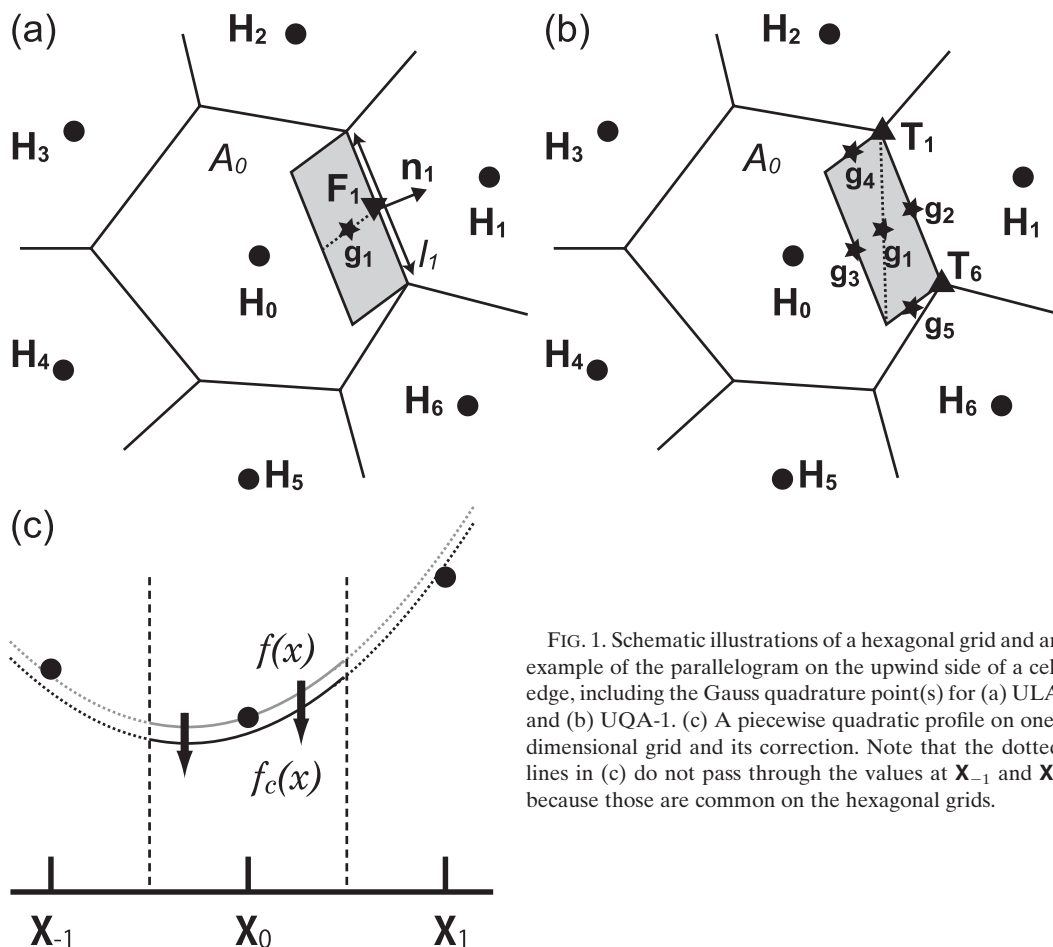 (a)
H2
H3
A0
F1
n1
H1
g1
l1
H0
H4
H6
H5
(b)
H2
H3
A0
T1
g4
g2
H1
g1
g3
T6
H0
g5
H4
H6
H5
(c)
f(x)
fc(x)
X-1
X0
X1
FIG. 1. Schematic illustrations of a hexagonal grid and an
example of the parallelogram on the upwind side of a cel
edge, including the Gauss quadrature point(s) for (a) ULA
and (b) UQA-1. (c) A piecewise quadratic profile on one-
dimensional grid and its correction. Note that the dotted
lines in (c) do not pass through the values at X−1 and X
because those are common on the hexagonal grids.